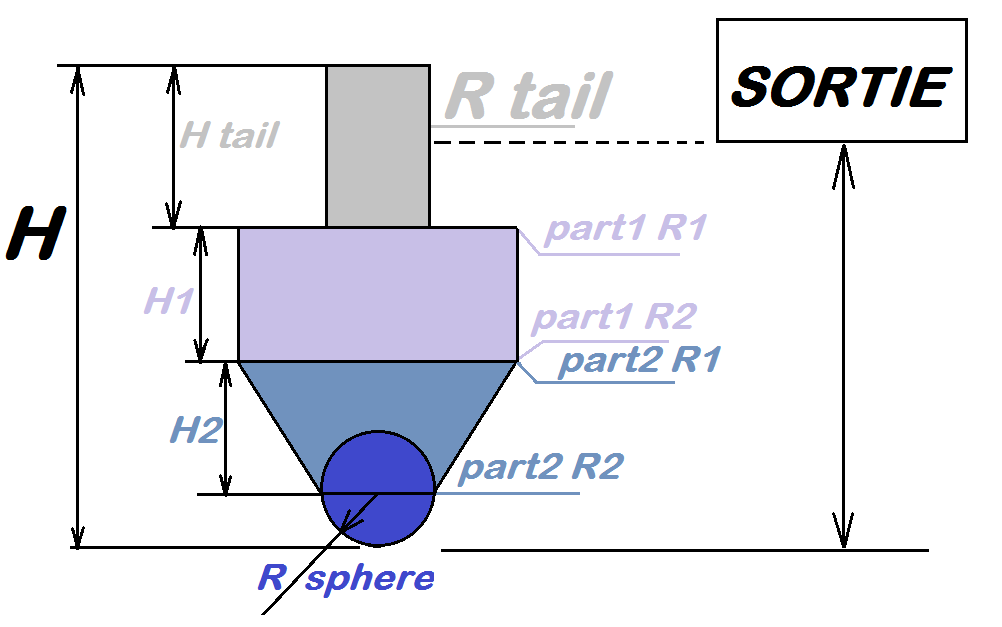 SORTIE
R tail
H tail
H
part1 R1
H1
part1 R2
part2 R1
H2
part2 R2
R sphere